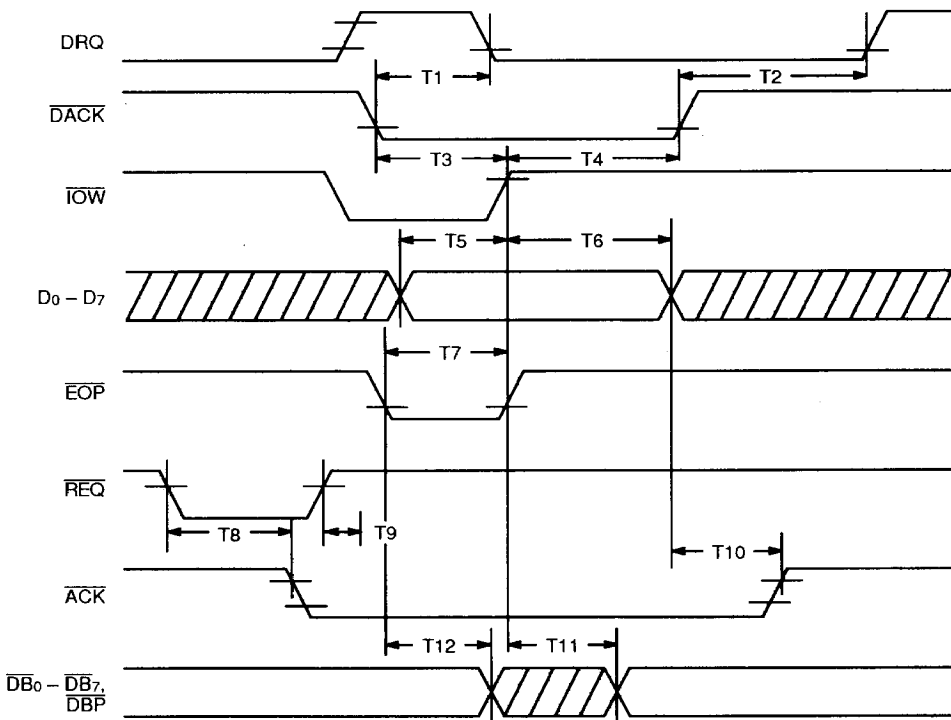 DRQ
T1
T2
DACK
T3
T4
IOW
T5
T6
D0 – D7
T7
EOP
REQ
T8
T9
T10
ACK
T12
T11
DB0 – DB7,
DBP